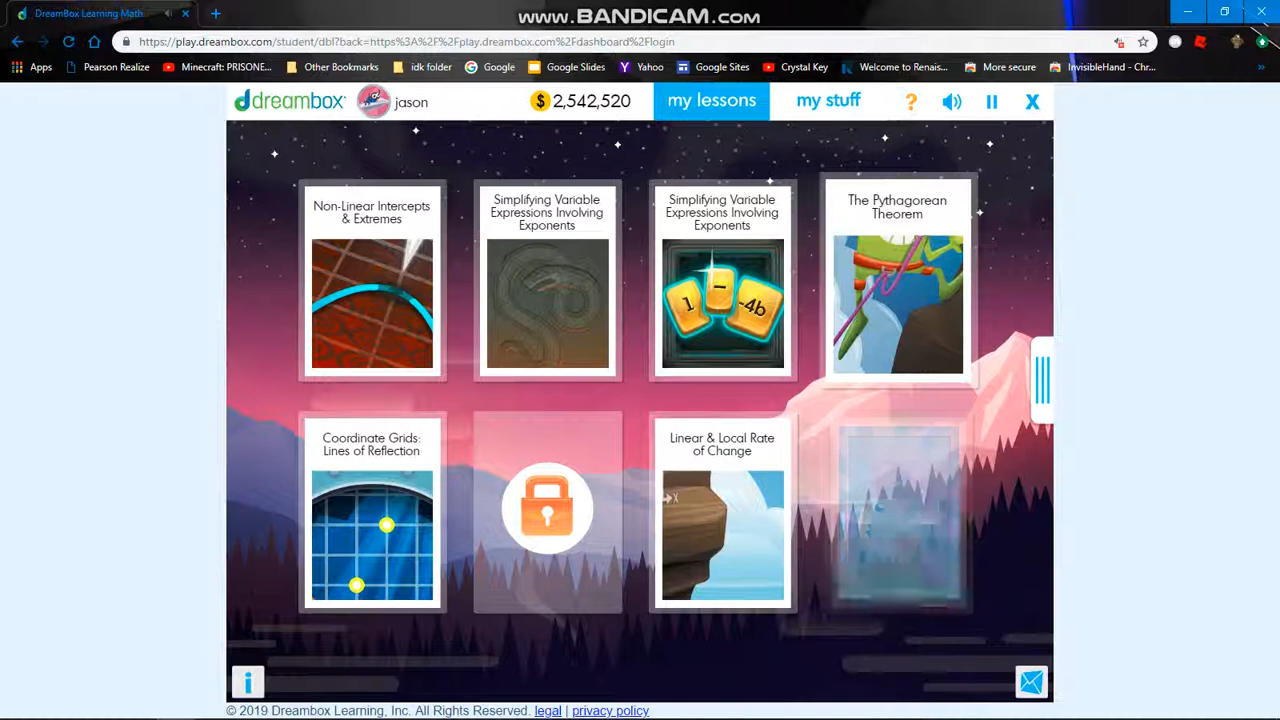 www.BANDICAM.com
DreamBox Learning Math
https://play.dreambox.com/student/dbl?back=https%3A%2F%2Fplay.dreambox.com%2Fdashboard%2Flogin
Apps Pearson Realize Minecraft: PRISONE... Other Bookmarks idk folder Google Google Slides Yahoo Google Sites Crystal Key Welcome to Renais... More secure InvisibleHand - Chr...
dreambox jason $ 2,542,520 my lessons my stuff ? X
Non-Linear Intercepts
& Extremes
Simplifying Variable
Expressions Involving
Exponents
Simplifying Variable
Expressions Involving
Exponents
1 - -4b
The Pythagorean
Theorem
Coordinate Grids:
Lines of Reflection
Linear & Local Rate
of Change
X
i
© 2019 Dreambox Learning, Inc. All Rights Reserved. legal | privacy policy